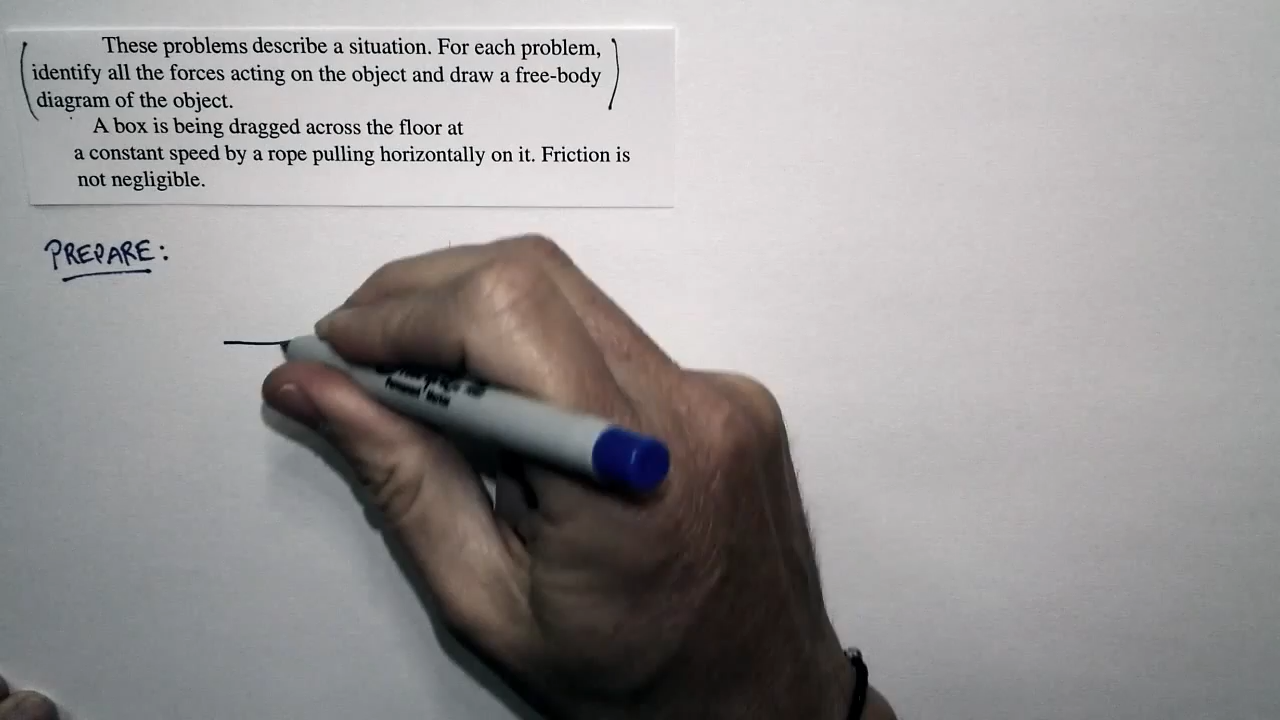 These problems describe a situation. For each problem,
identify all the forces acting on the object and draw a free-body
diagram of the object.
A box is being dragged across the floor at
a constant speed by a rope pulling horizontally on it. Friction is
not negligible.
PREPARE: